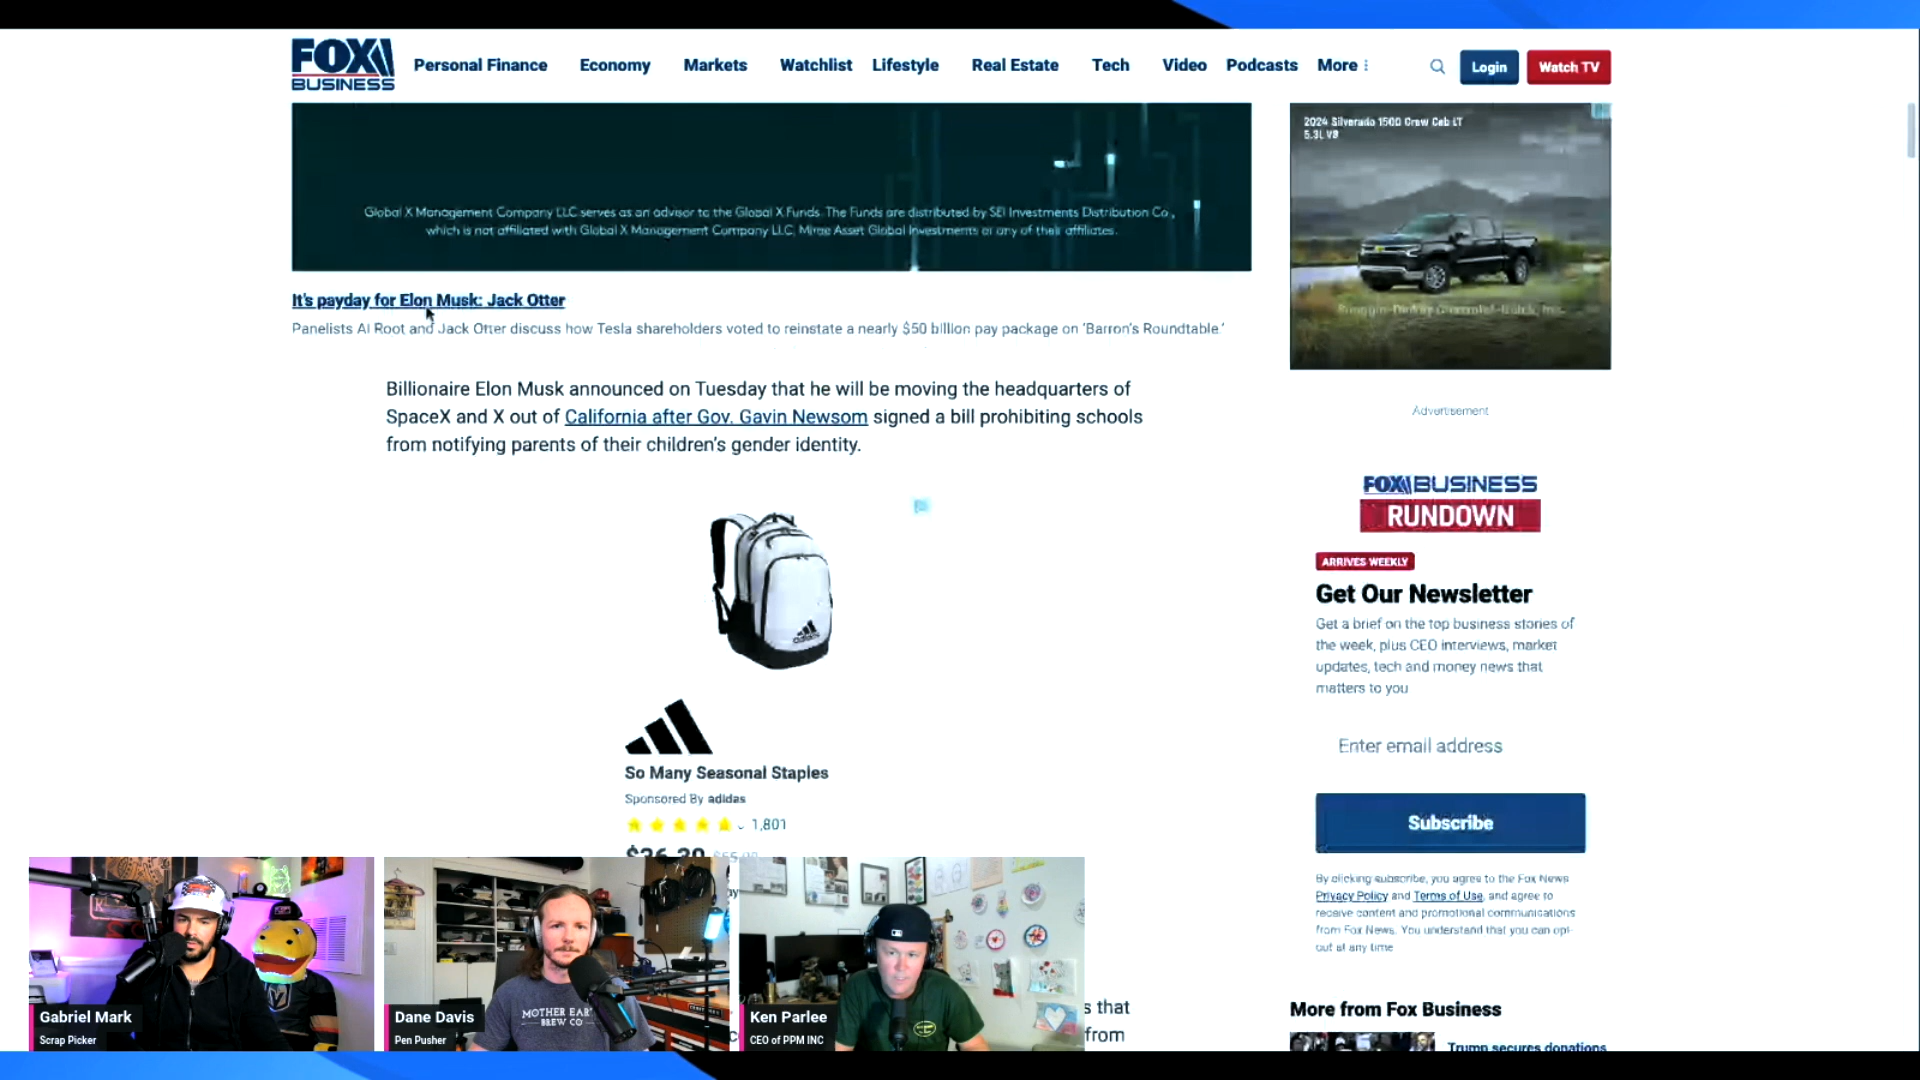 FOX BUSINESS
Personal Finance Economy Markets Watchlist Lifestyle Real Estate Tech Video Podcasts More
Login
Watch TV
Global X Management Company LLC serves as an advisor to the Global X Funds. The Funds are distributed by SEI Investments Distribution Co.,
which is not affiliated with Global X Management Company LLC, Mirae Asset Global Investments or any of their affiliates.
2024 Silverado 1500 Crew Cab LT
5.3L V8
It's payday for Elon Musk: Jack Otter
Panelists Al Root and Jack Otter discuss how Tesla shareholders voted to reinstate a nearly $50 billion pay package on 'Barron's Roundtable.'
Billionaire Elon Musk announced on Tuesday that he will be moving the headquarters of
SpaceX and X out of California after Gov. Gavin Newsom signed a bill prohibiting schools
from notifying parents of their children's gender identity.
Advertisement
FOX BUSINESS
RUNDOWN
ARRIVES WEEKLY
Get Our Newsletter
Get a brief on the top business stories of
the week, plus CEO interviews, market
updates, tech and money news that
matters to you
Enter email address
Subscribe
By clicking subscribe, you agree to the Fox News
Privacy Policy and Terms of Use, and agree to
receive content and promotional communications
from Fox News. You understand that you can opt-
out at any time
adidas
So Many Seasonal Staples
Sponsored By adidas
1,801
s that
from
More from Fox Business
Trump secures donations
Gabriel Mark
Scrap Picker
Dane Davis
Pen Pusher
MOTHER EAR
BREW CO
Ken Parlee
CEO of PPM INC